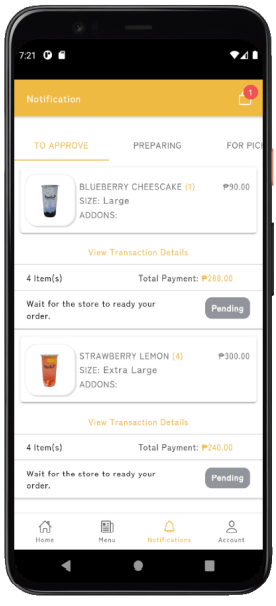 7:21
Notification
1
TO APPROVE PREPARING FOR PICK
BLUEBERRY CHEESCAKE (1) ₱90.00
SIZE: Large
ADDONS:
View Transaction Details
4 Item(s) Total Payment: ₱268.00
Wait for the store to ready your
order.
Pending
STRAWBERRY LEMON (4) ₱300.00
SIZE: Extra Large
ADDONS:
View Transaction Details
4 Item(s) Total Payment: ₱240.00
Wait for the store to ready your
order.
Pending
Home Menu Notifications Account